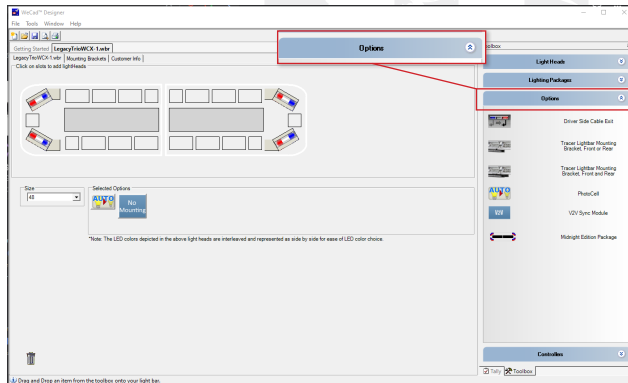 WeCad™ Designer
File Tools Window Help
Getting Started LegacyTrioWCX-1.wbr
LegacyTrioWCX-1.wbr Mounting Brackets Customer Info
Click on slots to add lightHeads
Options
oolbox
Light Heads
Lighting Packages
Options
Driver Side Cable Exit
Tracer Lightbar Mounting
Bracket, Front or Rear
Tracer Lightbar Mounting
Bracket, Front and Rear
AUTO
PhotoCell
V2V
V2V Sync Module
Midnight Edition Package
Size
48
Selected Options
AUTO
No
Mounting
*Note: The LED colors depicted in the above light heads are interleaved and represented as side by side for ease of LED color choice.
Controllers
Tally Toolbox
Drag and Drop an item from the toolbox onto your light bar.